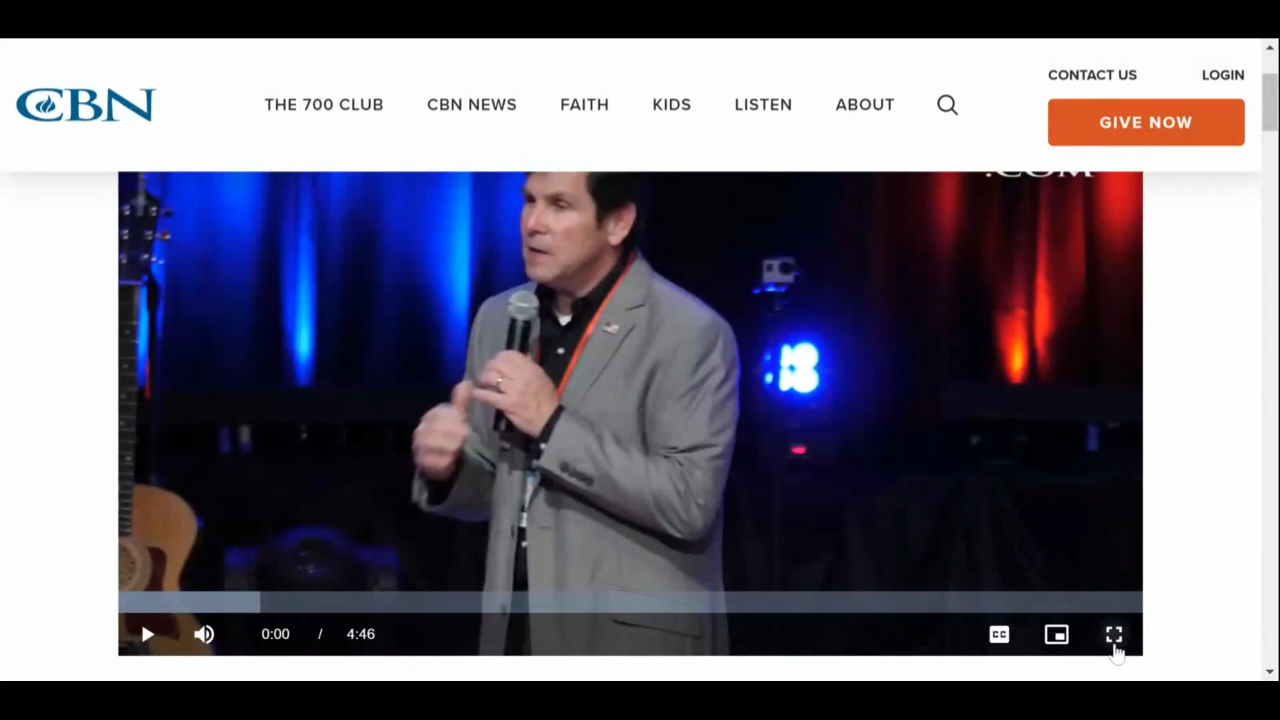 CONTACT US
LOGIN
CBN
THE 700 CLUB
CBN NEWS
FAITH
KIDS
LISTEN
ABOUT
GIVE NOW
.COM
0:00 / 4:46
CC